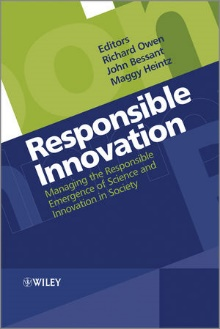 Editors
Richard Owen
John Bessant
Maggy Heintz
Responsible
Innovation
Managing the Responsible
Emergence of Science and
Innovation in Society
WILEY